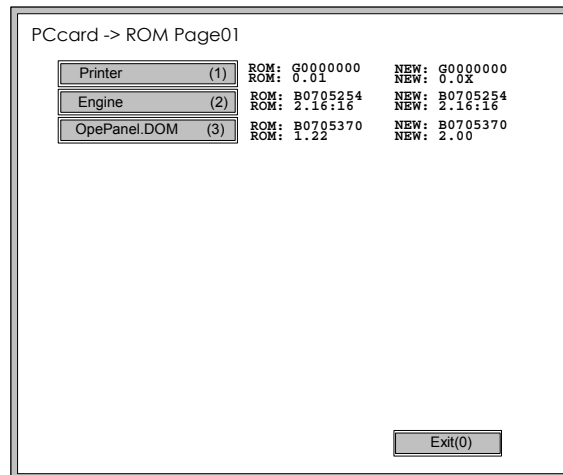 PCcard -> ROM Page01
Printer (1) ROM: G0000000 NEW: G0000000
ROM: 0.01 NEW: 0.0X
Engine (2) ROM: B0705254 NEW: B0705254
ROM: 2.16:16 NEW: 2.16:16
OpePanel.DOM (3) ROM: B0705370 NEW: B0705370
ROM: 1.22 NEW: 2.00
Exit(0)